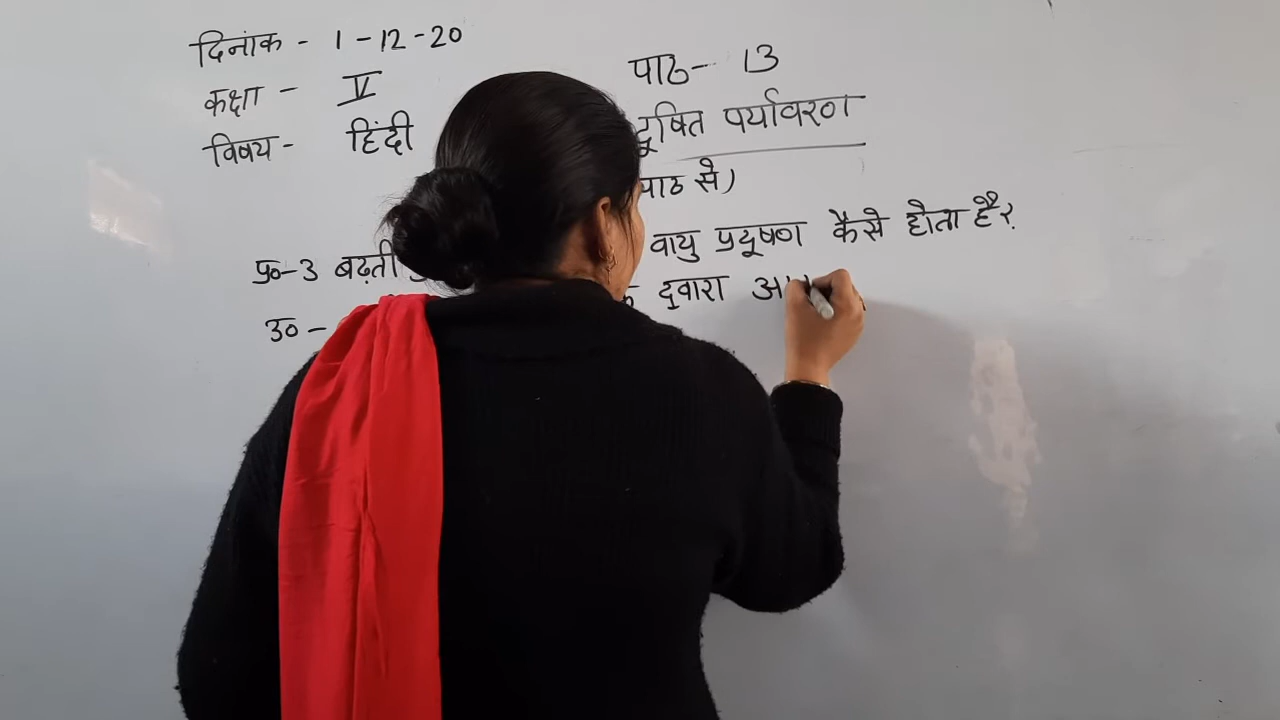 दिनांक - 1-12-20
पाठ- 13
कक्षा - V
दूषित पर्यावरण
विषय- हिंदी
पाठ से)
प्र०-3 बढ़ती वायु प्रदूषण कैसे होता है?
उ० - दुवारा